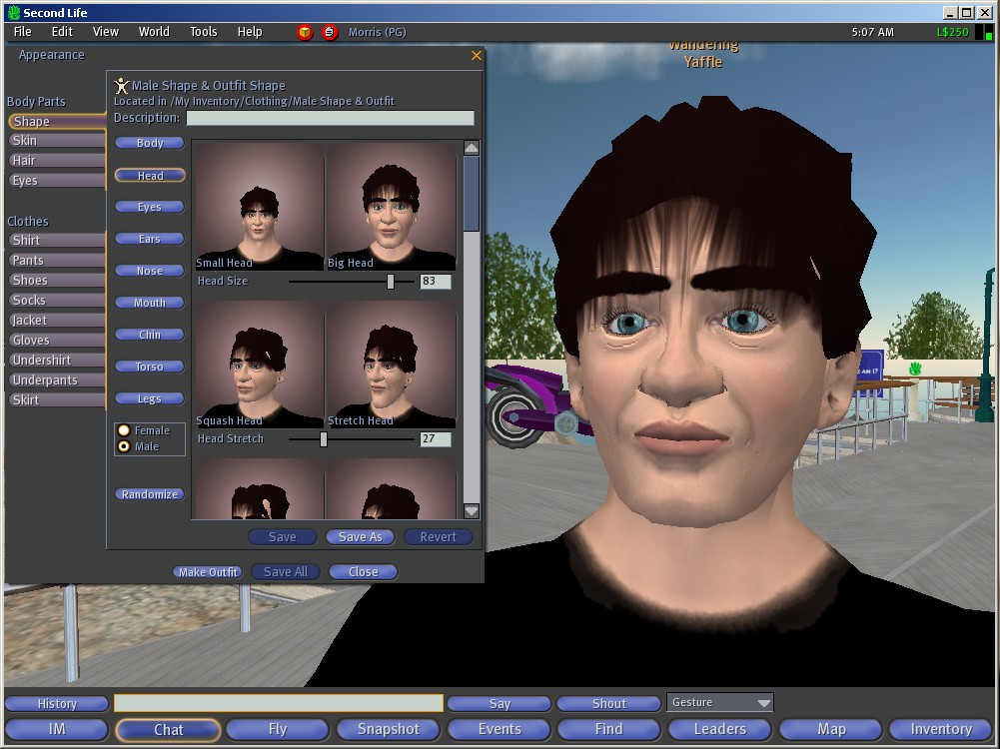 Second Life
File Edit View World Tools Help Morris (PG) 5:07 AM L$250
Wandering
Yaffle
Appearance
Male Shape & Outfit Shape
Located in /My Inventory/Clothing/Male Shape & Outfit
Description:
Body Parts
Shape
Skin
Hair
Eyes
Clothes
Shirt
Pants
Shoes
Socks
Jacket
Gloves
Undershirt
Underpants
Skirt
Body
Head
Eyes
Ears
Nose
Mouth
Chin
Torso
Legs
Female
Male
Randomize
Small Head Big Head
Head Size 83
Squash Head Stretch Head
Head Stretch 27
Save Save As Revert
Make Outfit Save All Close
AM I?
History Say Shout Gesture
IM Chat Fly Snapshot Events Find Leaders Map Inventory